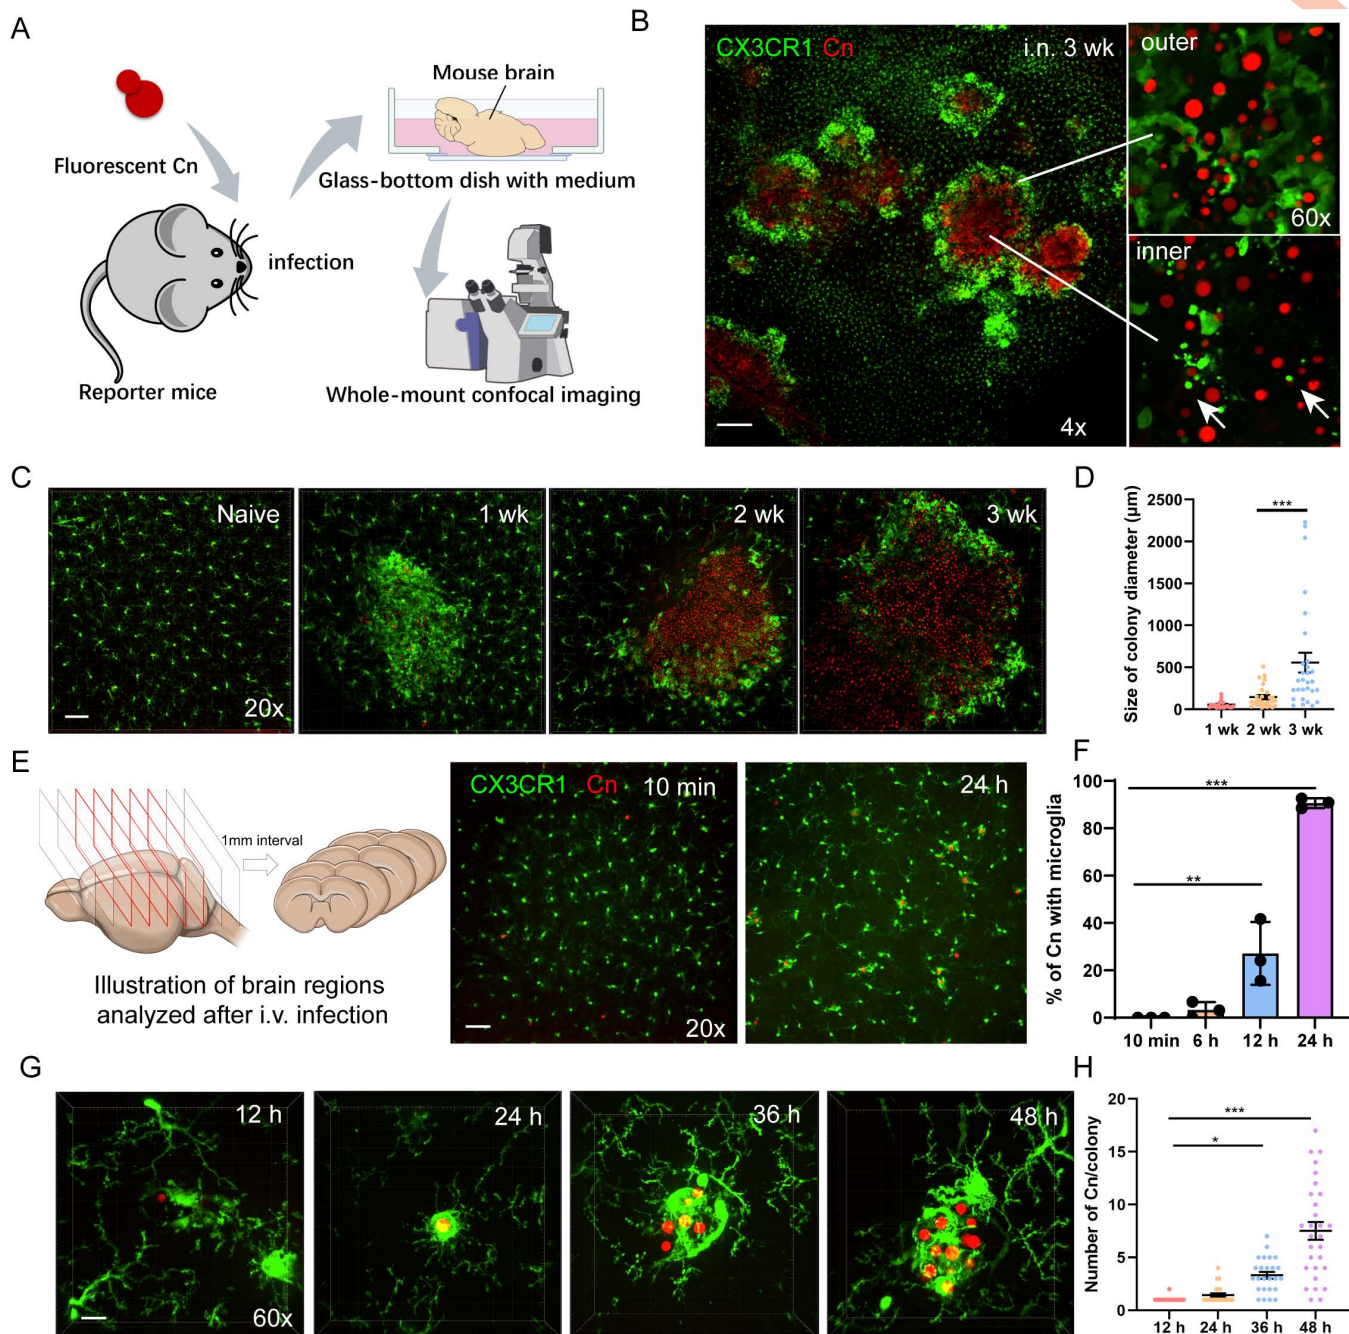 A
Fluorescent Cn
infection
Reporter mice
Mouse brain
Glass-bottom dish with medium
Whole-mount confocal imaging
B
CX3CR1 Cn
i.n. 3 wk
4x
outer
60x
inner
C
Naive
20x
1 wk
2 wk
3 wk
D
Size of colony diameter (μm)
2500
2000
1500
1000
500
0
***
1 wk 2 wk 3 wk
E
1mm interval
Illustration of brain regions
analyzed after i.v. infection
CX3CR1 Cn
10 min
20x
24 h
F
% of Cn with microglia
100
80
60
40
20
0
***
**
10 min 6 h 12 h 24 h
G
12 h
60x
24 h
36 h
48 h
H
Number of Cn/colony
20
15
10
5
0
***
*
12 h 24 h 36 h 48 h